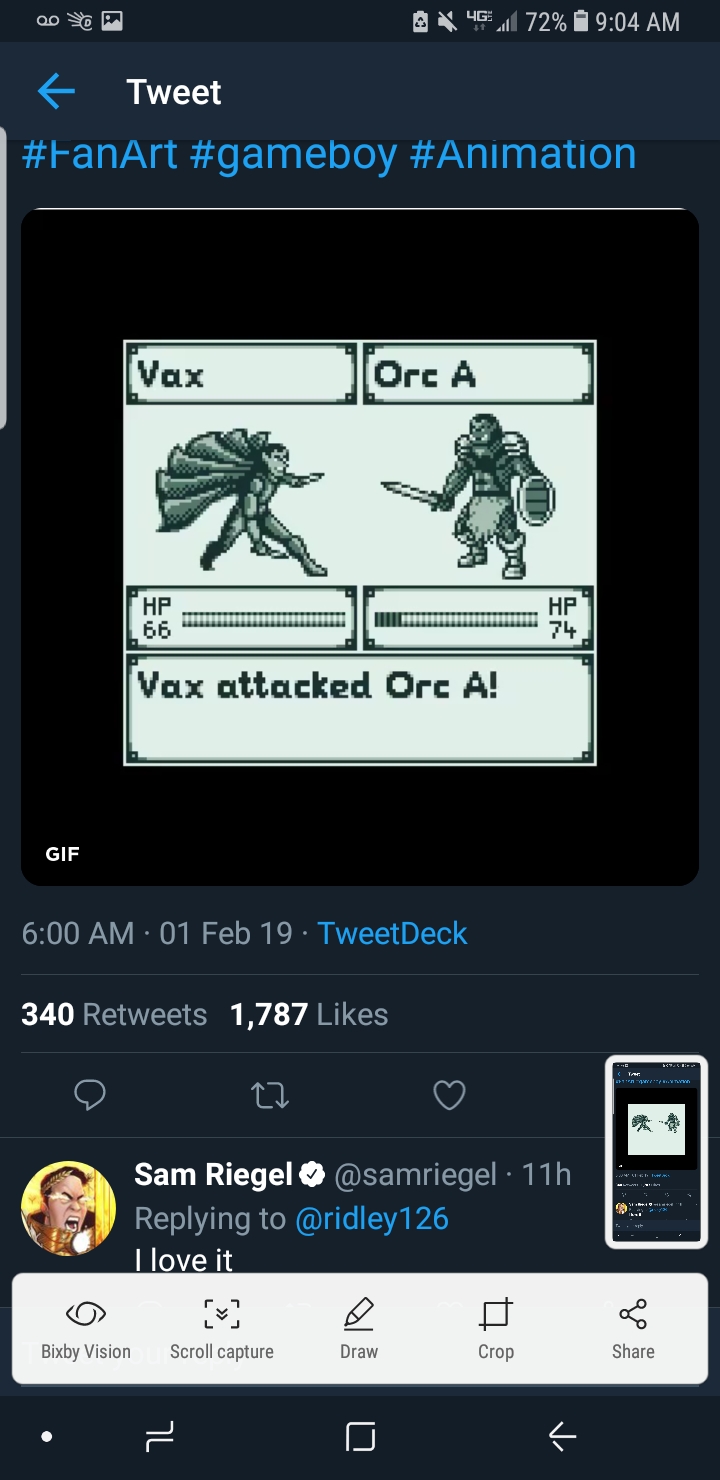 4GE 72% 9:04 AM
Tweet
#FanArt #gameboy #Animation
Vax
Orc A
HP
66
HP
74
Vax attacked Orc A!
GIF
6:00 AM · 01 Feb 19 · TweetDeck
340 Retweets 1,787 Likes
Sam Riegel @samriegel · 11h
Replying to @ridley126
I love it
Bixby Vision
Scroll capture
Draw
Crop
Share